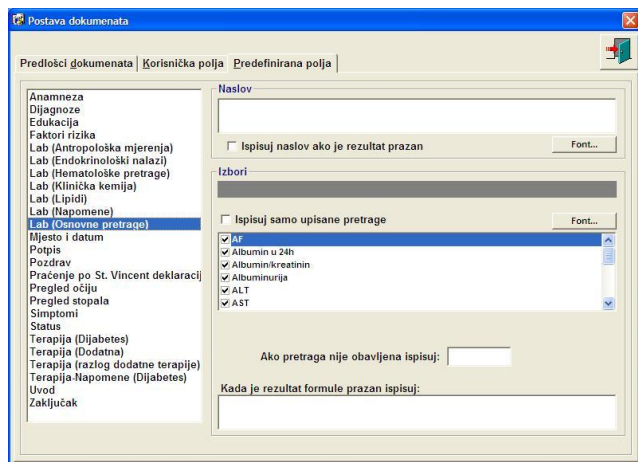 Postava dokumenata
Predlošci dokumenata
Korisnička polja
Predefinirana polja
Anamneza
Dijagnoze
Edukacija
Faktori rizika
Lab (Antropološka mjerenja)
Lab (Endokrinološki nalazi)
Lab (Hematološke pretrage)
Lab (Klinička kemija)
Lab (Lipidi)
Lab (Napomene)
Lab (Osnovne pretrage)
Mjesto i datum
Potpis
Pozdrav
Praćenje po St. Vincent deklaracij
Pregled očiju
Pregled stopala
Simptomi
Status
Terapija (Dijabetes)
Terapija (Dodatna)
Terapija (razlog dodatne terapije)
Terapija-Napomene (Dijabetes)
Uvod
Zaključak
Naslov
Ispisuj naslov ako je rezultat prazan
Font...
Izbori
Ispisuj samo upisane pretrage
Font...
AF
Albumin u 24h
Albumin/kreatinin
Albuminurija
ALT
AST
Ako pretraga nije obavljena ispisuj:
Kada je rezultat formule prazan ispisuj: